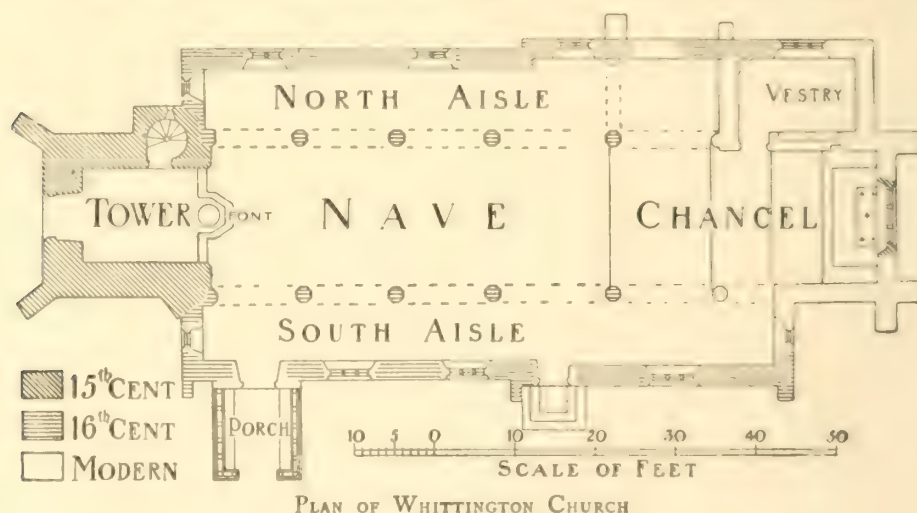 NORTH AISLE
VESTRY
TOWER
FONT
NAVE
CHANCEL
SOUTH AISLE
PORCH
15th CENT
16th CENT
MODERN
10 5 0 10 20 30 40 50
SCALE OF FEET
PLAN OF WHITTINGTON CHURCH